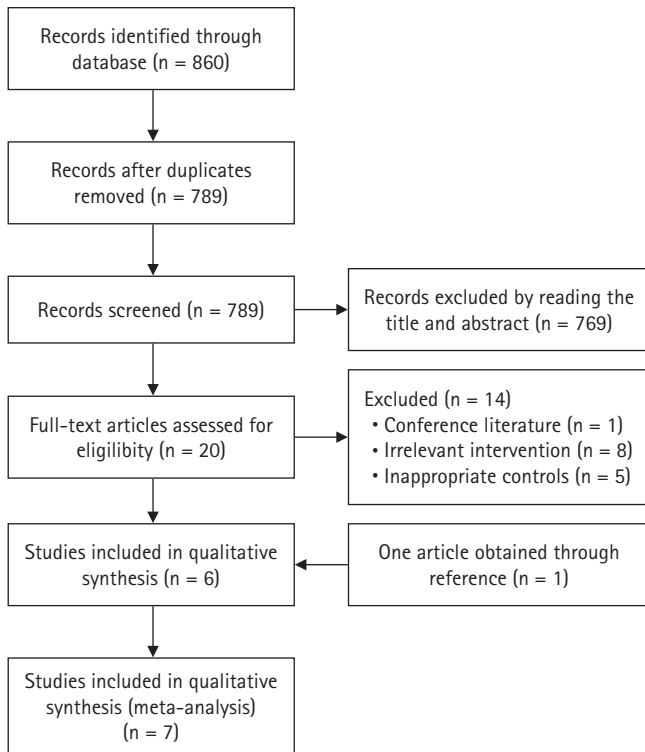 Records identified through
database (n = 860)
Records after duplicates
removed (n = 789)
Records screened (n = 789)
Records excluded by reading the
title and abstract (n = 769)
Full-text articles assessed for
eligilibity (n = 20)
Excluded (n = 14)
• Conference literature (n = 1)
• Irrelevant intervention (n = 8)
• Inappropriate controls (n = 5)
Studies included in qualitative
synthesis (n = 6)
One article obtained through
reference (n = 1)
Studies included in qualitative
synthesis (meta-analysis)
(n = 7)